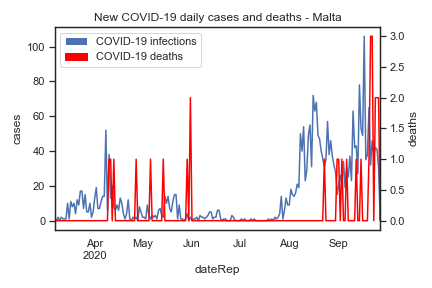 New COVID-19 daily cases and deaths - Malta
COVID-19 infections
COVID-19 deaths
100
80
60
40
20
0
cases
3.0
2.5
2.0
1.5
1.0
0.5
0.0
deaths
Apr
2020
May
Jun
Jul
Aug
Sep
dateRep